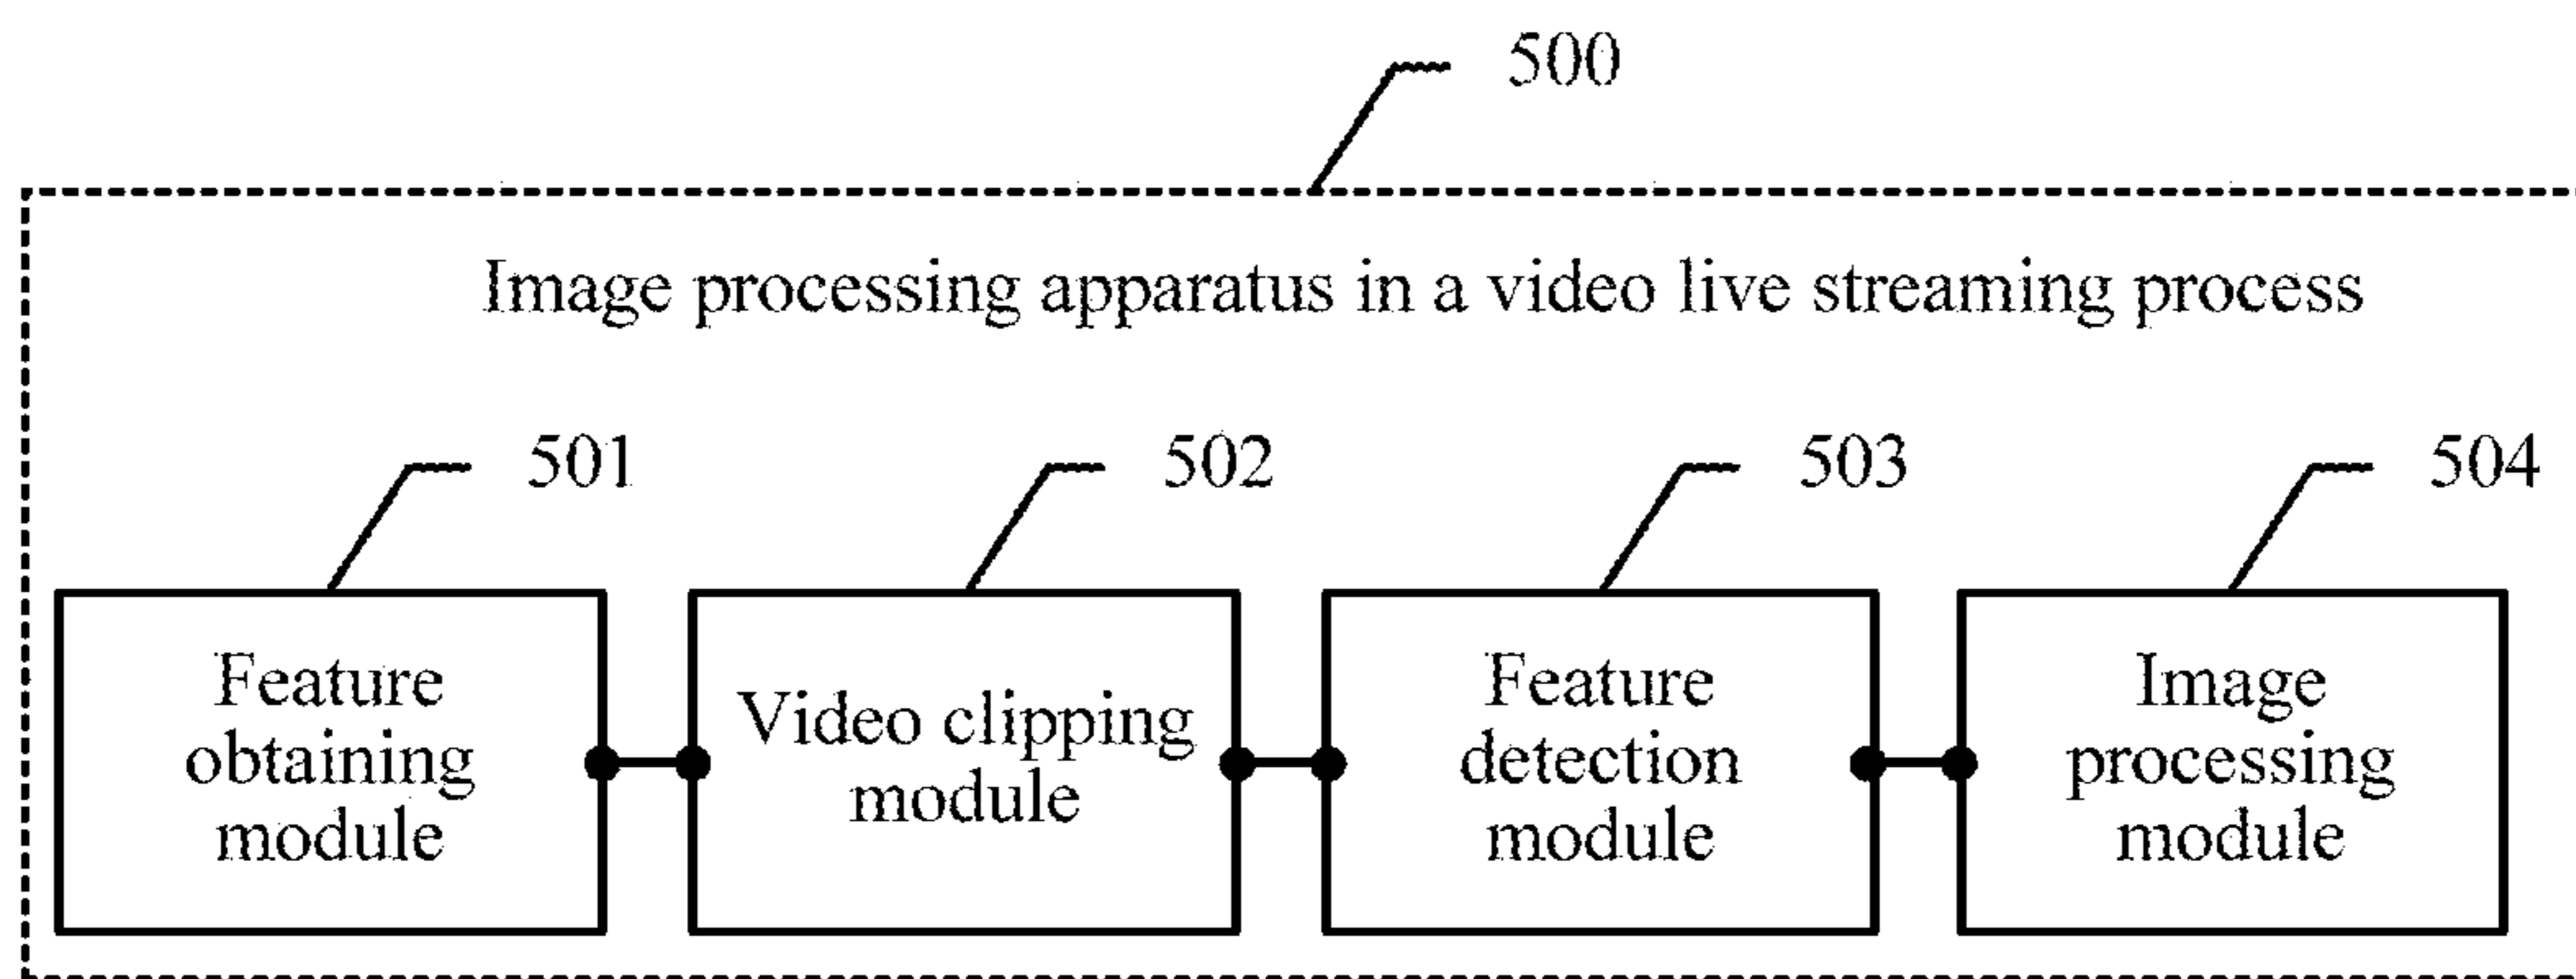 500
Image processing apparatus in a video live streaming process
501
502
503
504
Feature
obtaining
module
Video clipping
module
Feature
detection
module
Image
processing
module